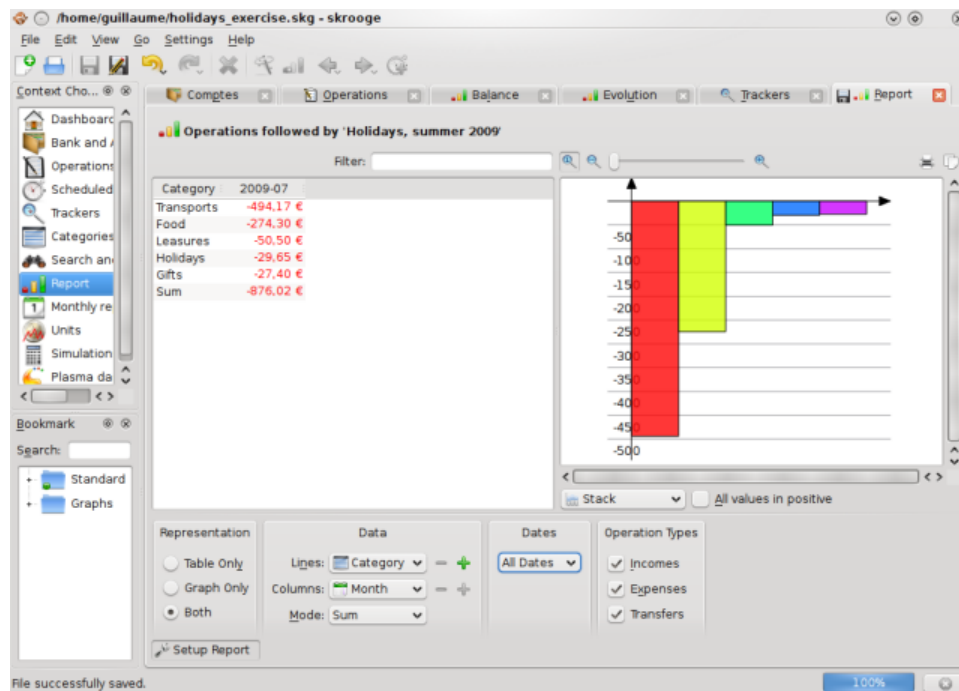 /home/guillaume/holidays_exercise.skg - skrooge
File Edit View Go Settings Help
Context Cho...
Dashboard
Bank and A
Operations
Scheduled
Trackers
Categories
Search and
Report
Monthly re
Units
Simulation
Plasma da
Bookmark
Search:
Standard
Graphs
Comptes Operations Balance Evolution Trackers Report
Operations followed by 'Holidays, summer 2009'
Filter:
Category 2009-07
Transports -494,17 €
Food -274,30 €
Leasures -50,50 €
Holidays -29,65 €
Gifts -27,40 €
Sum -876,02 €
-50
-100
-150
-200
-250
-300
-350
-400
-450
-500
Stack All values in positive
Representation
Table Only
Graph Only
Both
Data
Lines: Category
Columns: Month
Mode: Sum
Dates
All Dates
Operation Types
Incomes
Expenses
Transfers
Setup Report
File successfully saved.
100%